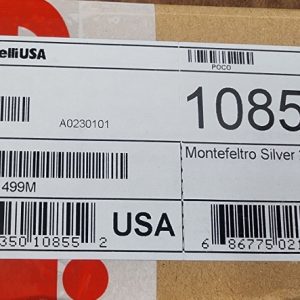 elliUSA
POCO
1085
A0230101
Montefeltro Silver
499M
USA
350 10855 2
6 86775 02